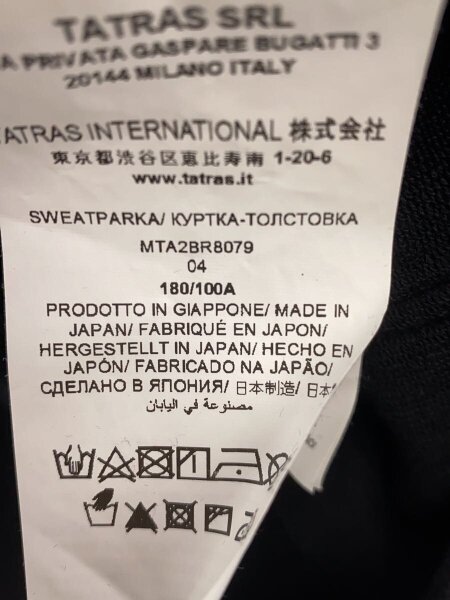 TATRAS SRL
A PRIVATA GASPARE BUGATTI 3
20144 MILANO ITALY
ATRAS INTERNATIONAL 株式会社
東京都渋谷区恵比寿南 1-20-6
www.tatras.it
SWEATPARKA/ КУРТКА-ТОЛСТОВКА
MTA2BR8079
04
180/100A
PRODOTTO IN GIAPPONE/ MADE IN
JAPAN/ FABRIQUÉ EN JAPON/
HERGESTELLT IN JAPAN/ HECHO EN
JAPÓN/ FABRICADO NA JAPÃO/
СДЕЛАНО В ЯПОНИЯ/ 日本制造/ 日本
مصنوعة في اليابان